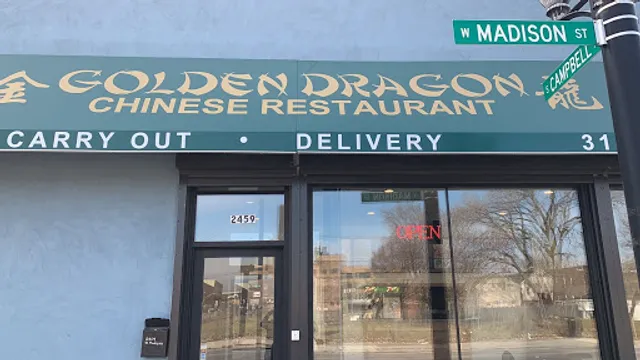 W MADISON ST
S CAMPBELL
金 GOLDEN DRAGON 龍
CHINESE RESTAURANT
CARRY OUT • DELIVERY 31
2459
OPEN